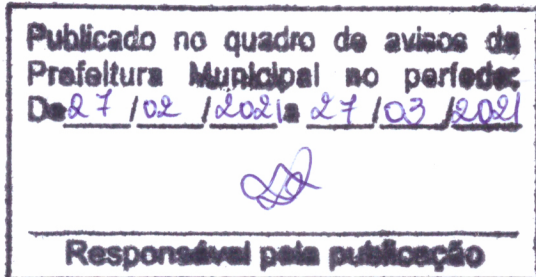 Publicado no quadro de avisos da
Prefeitura Municipal no período:
De 27 / 02 / 2021 a 27 / 03 / 2021
Responsável pela publicação